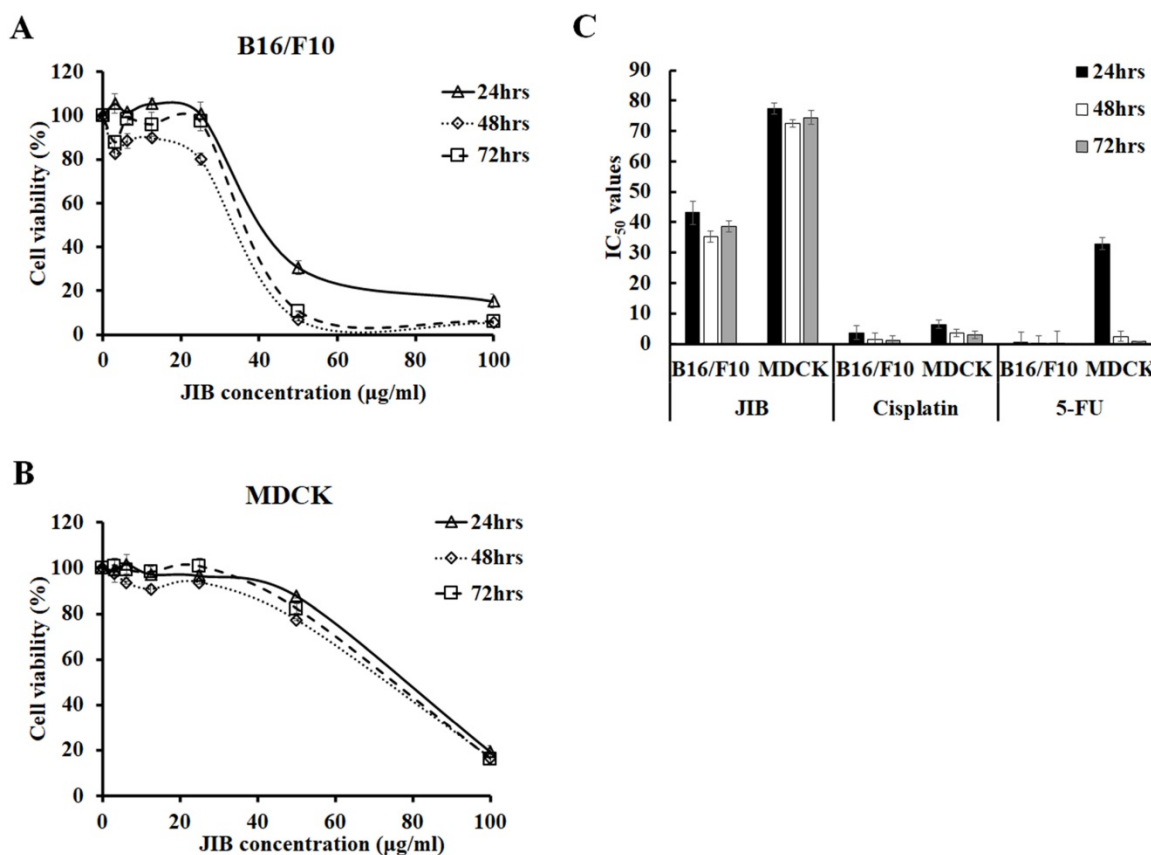 A
B16/F10
120
100
80
60
40
20
0
Cell viability (%)
0 20 40 60 80 100
JIB concentration (µg/ml)
24hrs
48hrs
72hrs
B
MDCK
120
100
80
60
40
20
0
Cell viability (%)
0 20 40 60 80 100
JIB concentration (µg/ml)
24hrs
48hrs
72hrs
C
90
80
70
60
50
40
30
20
10
0
IC₅₀ values
24hrs
48hrs
72hrs
B16/F10 MDCK B16/F10 MDCK B16/F10 MDCK
JIB Cisplatin 5-FU